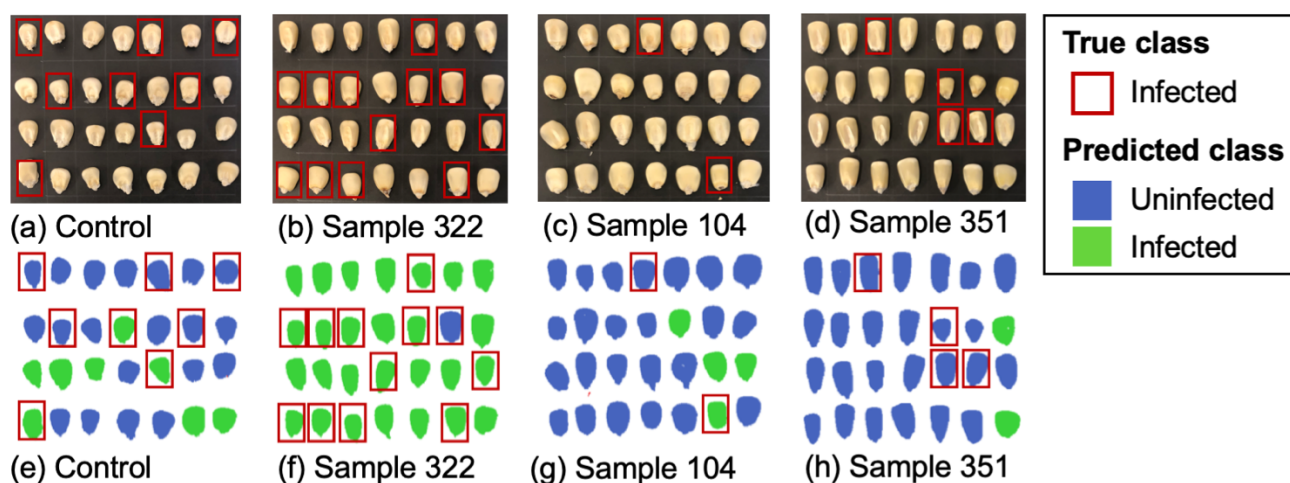 True class
Infected
Predicted class
Uninfected
Infected
(a) Control
(b) Sample 322
(c) Sample 104
(d) Sample 351
(e) Control
(f) Sample 322
(g) Sample 104
(h) Sample 351